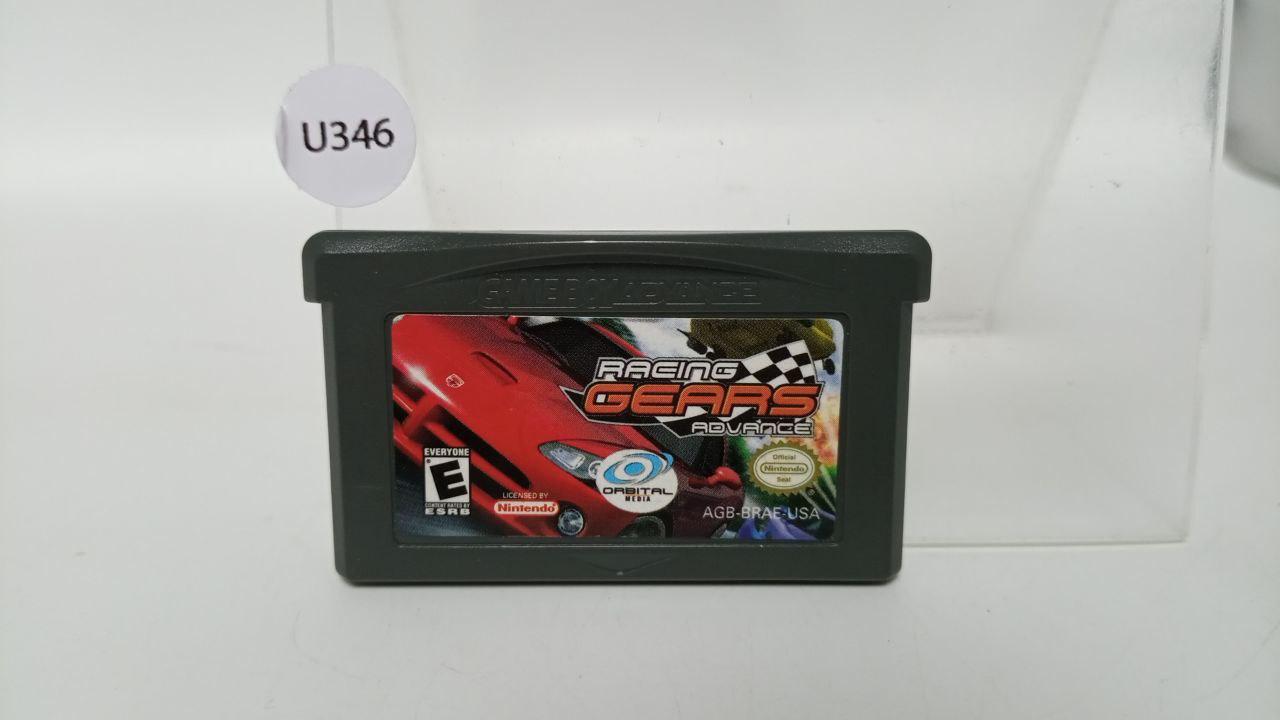 U346
GAME BOY ADVANCE
RACING
GEARS
ADVANCE
EVERYONE
E
CONTENT RATED BY
ESRB
LICENSED BY
Nintendo
ORBITAL
MEDIA
Official
Nintendo
Seal
AGB-BRAE-USA